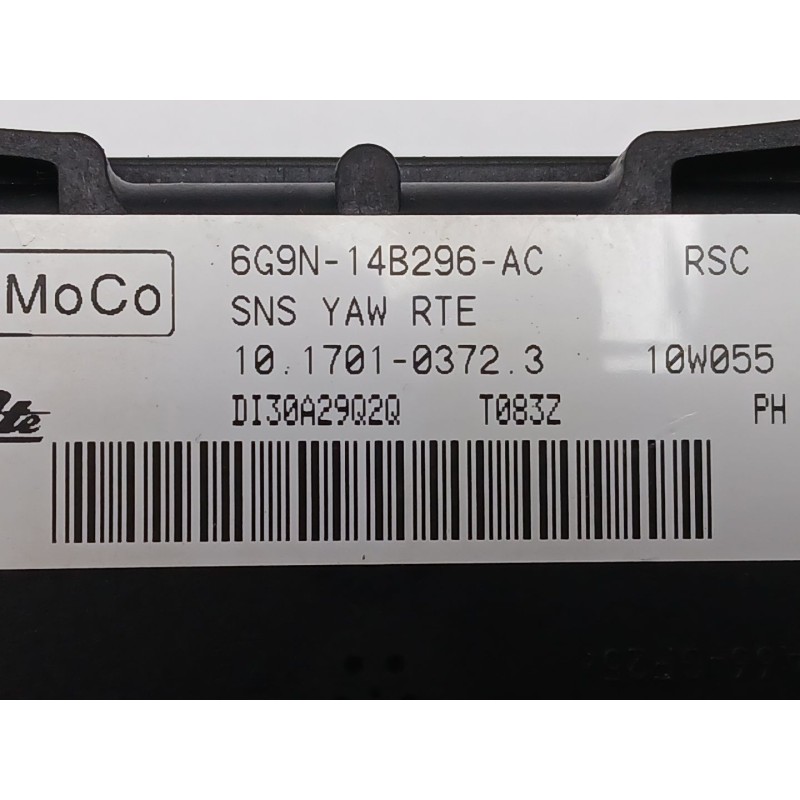 MoCo 6G9N-14B296-AC RSC
SNS YAW RTE
10.1701-0372.3 10W055
DI30A29Q2Q T083Z PH